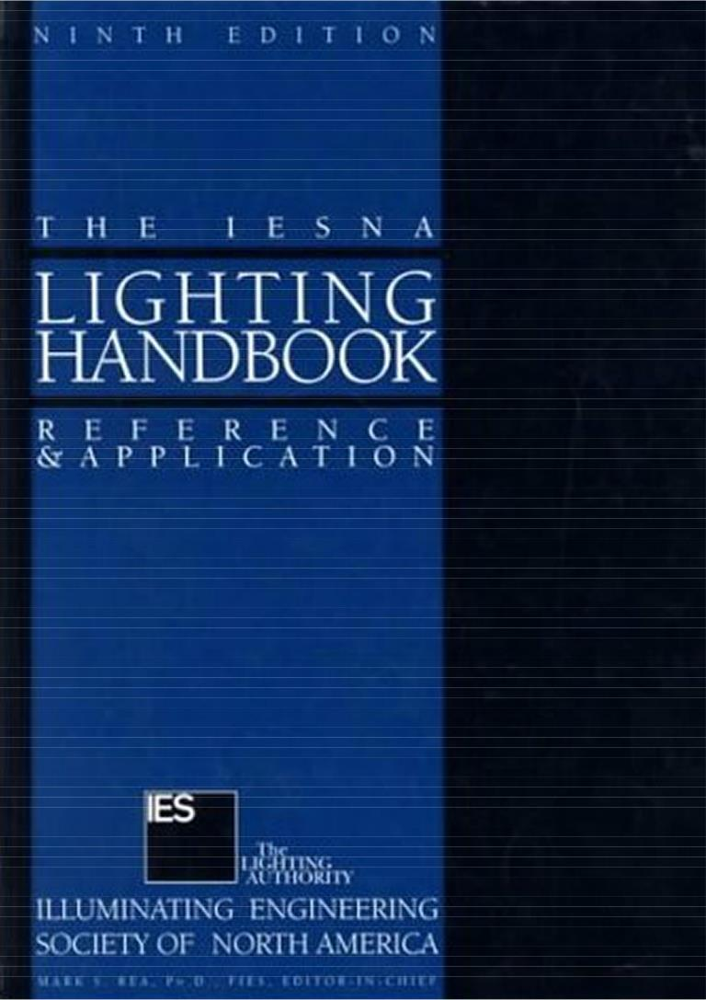 NINTH EDITION
THE IESNA
LIGHTING
HANDBOOK
REFERENCE
& APPLICATION
IES
The
LIGHTING
AUTHORITY
ILLUMINATING ENGINEERING
SOCIETY OF NORTH AMERICA
MARK S. REA, Ph.D., FIES, EDITOR-IN-CHIEF